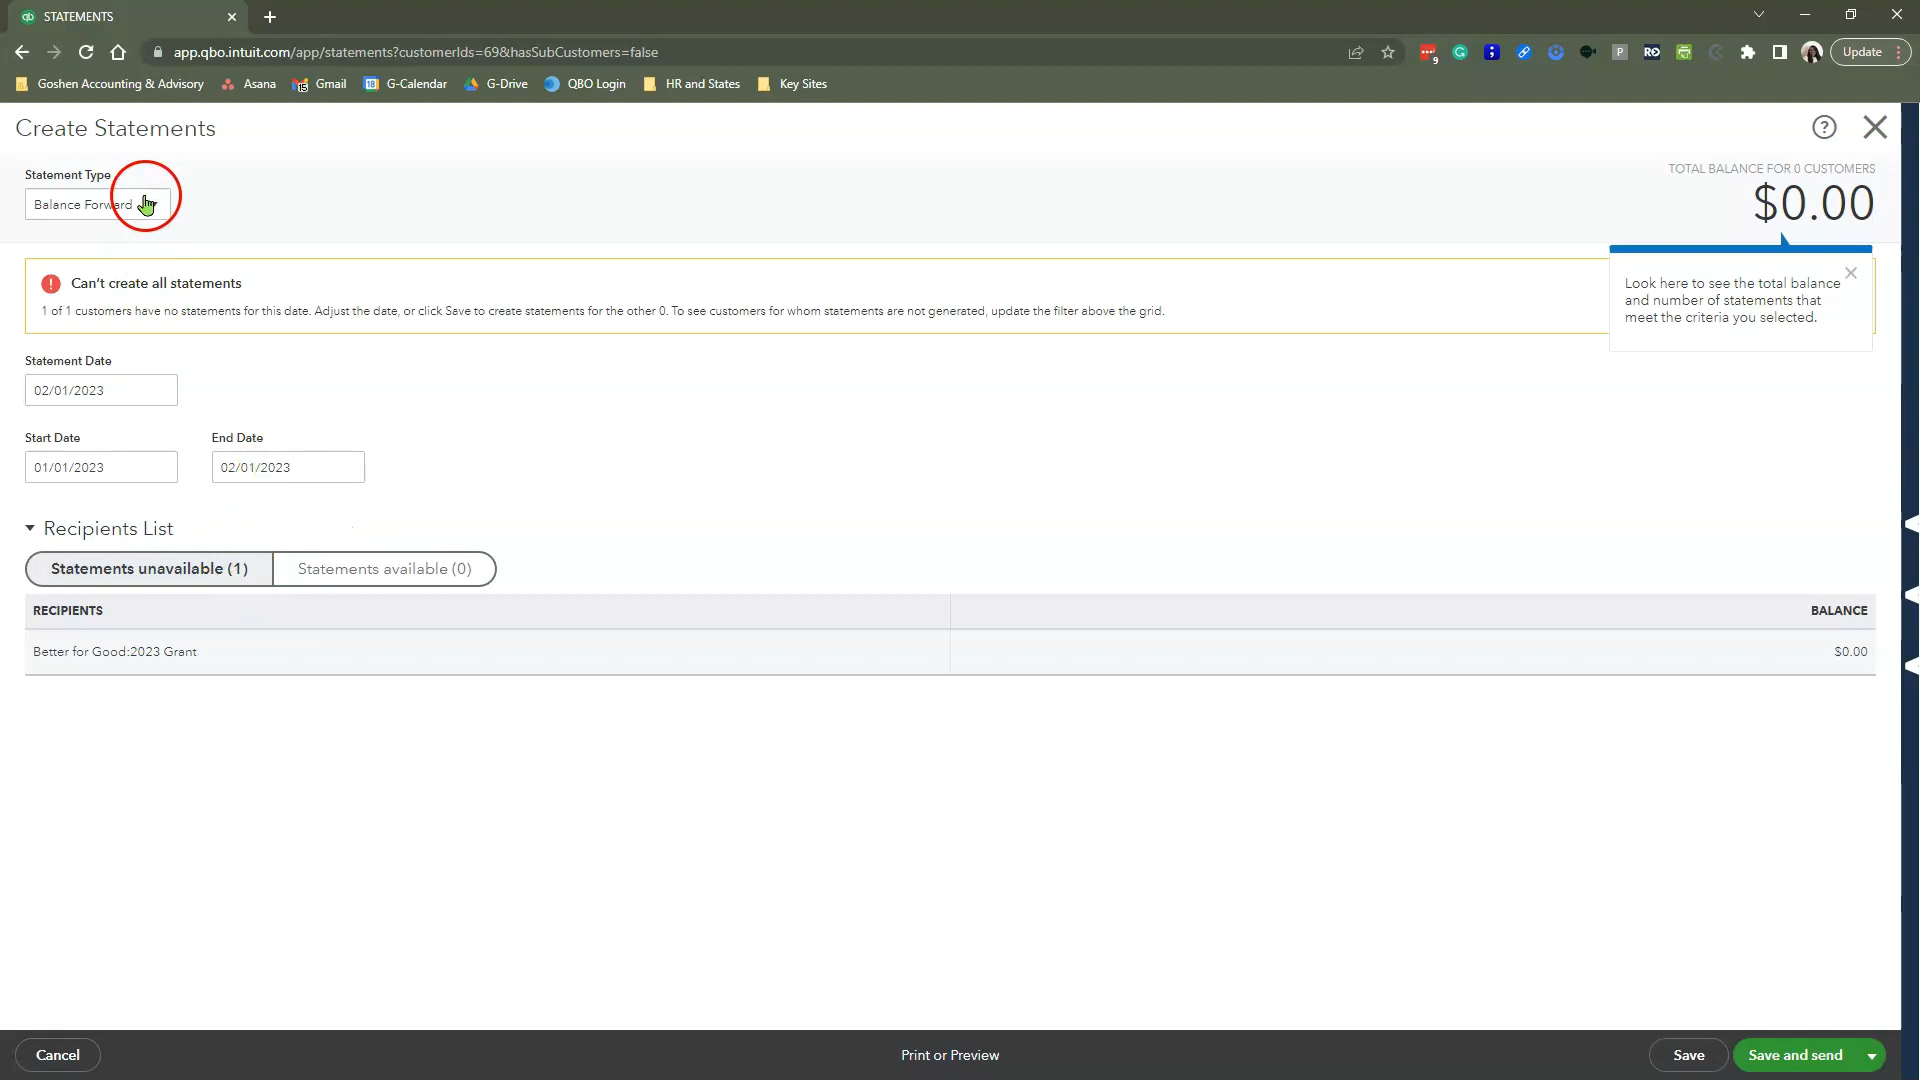 STATEMENTS
app.qbo.intuit.com/app/statements?customerIds=69&hasSubCustomers=false
9
P
Update
Goshen Accounting & Advisory
Asana
15
Gmail
18
G-Calendar
G-Drive
QBO Login
HR and States
Key Sites
Create Statements
Statement Type
Balance Forward
TOTAL BALANCE FOR 0 CUSTOMERS
$0.00
Can't create all statements
1 of 1 customers have no statements for this date. Adjust the date, or click Save to create statements for the other 0. To see customers for whom statements are not generated, update the filter above the grid.
Look here to see the total balance
and number of statements that
meet the criteria you selected.
Statement Date
02/01/2023
Start Date
End Date
01/01/2023
02/01/2023
Recipients List
Statements unavailable (1)
Statements available (0)
RECIPIENTS
BALANCE
Better for Good:2023 Grant
$0.00
Cancel
Print or Preview
Save
Save and send